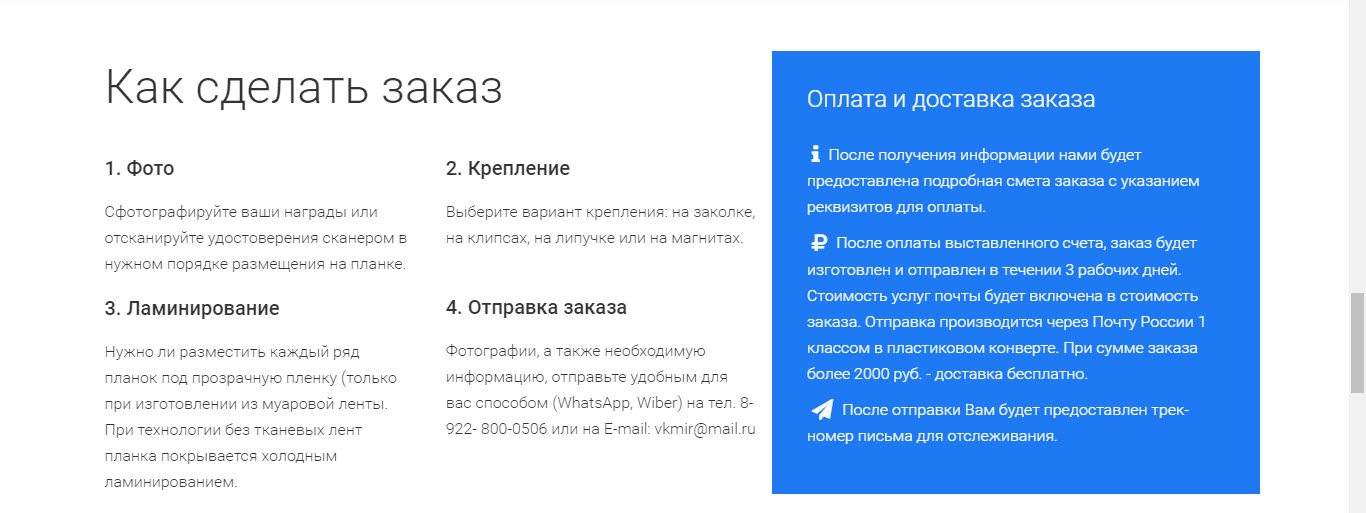 Как сделать заказ
1. Фото
Сфотографируйте ваши награды или
отсканируйте удостоверения сканером в
нужном порядке размещения на планке.
2. Крепление
Выберите вариант крепления: на заколке,
на клипсах, на липучке или на магнитах.
3. Ламинирование
Нужно ли разместить каждый ряд
планок под прозрачную пленку (только
при изготовлении из муаровой ленты.
При технологии без тканевых лент
планка покрывается холодным
ламинированием.
4. Отправка заказа
Фотографии, а также необходимую
информацию, отправьте удобным для
вас способом (WhatsApp, Wiber) на тел. 8-
922- 800-0506 или на E-mail: vkmir@mail.ru
Оплата и доставка заказа
После получения информации нами будет
предоставлена подробная смета заказа с указанием
реквизитов для оплаты.
₽ После оплаты выставленного счета, заказ будет
изготовлен и отправлен в течении 3 рабочих дней.
Стоимость услуг почты будет включена в стоимость
заказа. Отправка производится через Почту России 1
классом в пластиковом конверте. При сумме заказа
более 2000 руб. - доставка бесплатно.
После отправки Вам будет предоставлен трек-
номер письма для отслеживания.